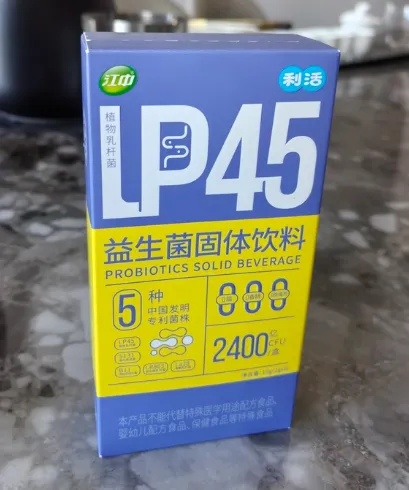 江中
利活
植物乳杆菌
LP45
益生菌固体饮料
PROBIOTICS SOLID BEVERAGE
5种
中国发明
专利菌株
LP45
2400亿
CFU
/盒
本产品不能代替特殊医学用途配方食品、
婴幼儿配方食品、保健食品等特殊食品